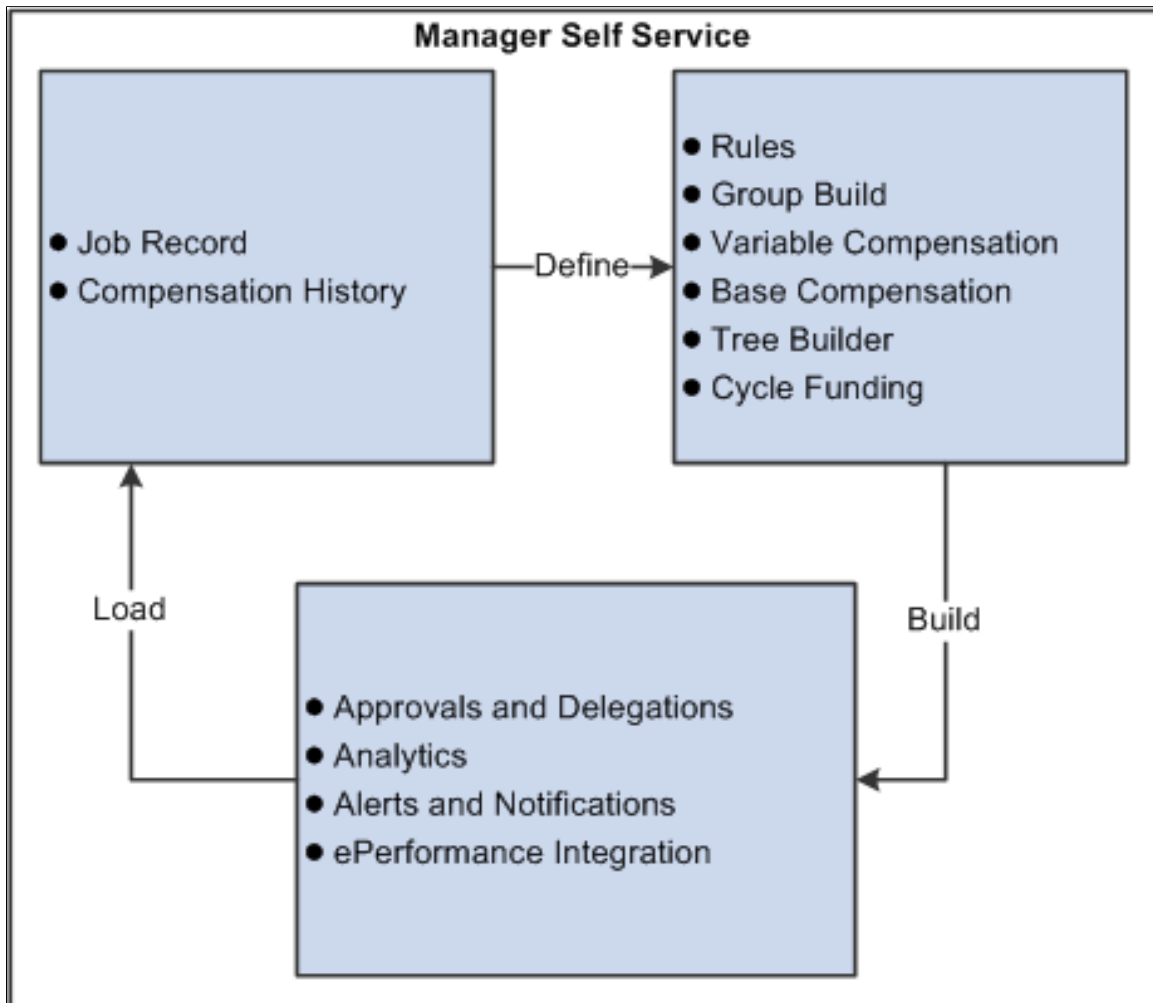 Manager Self Service
● Job Record
● Compensation History
Define
● Rules
● Group Build
● Variable Compensation
● Base Compensation
● Tree Builder
● Cycle Funding
Load
Build
● Approvals and Delegations
● Analytics
● Alerts and Notifications
● ePerformance Integration